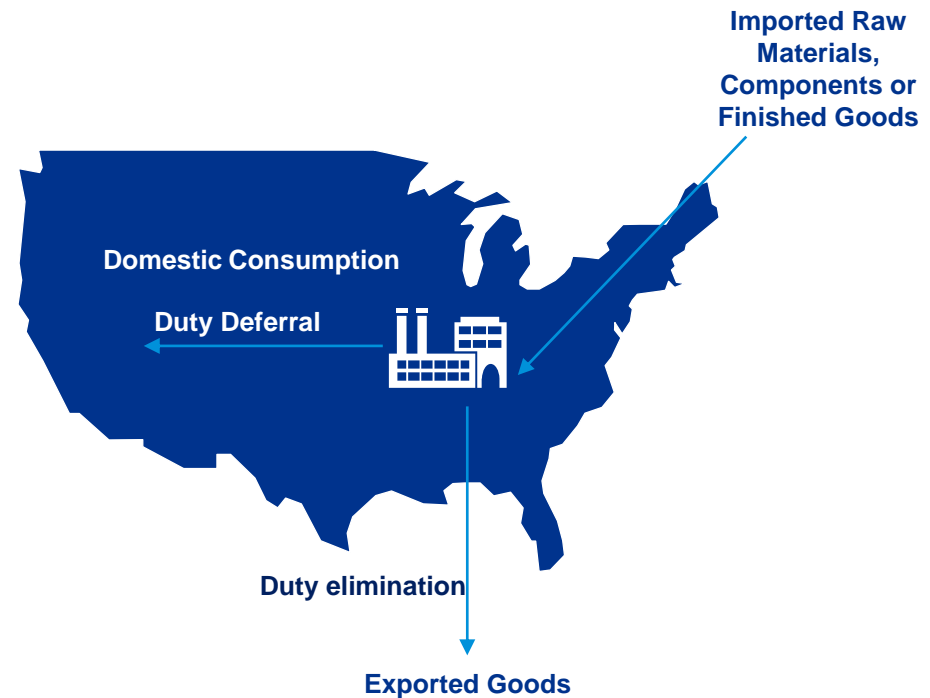 Imported Raw
Materials,
Components or
Finished Goods
Domestic Consumption
Duty Deferral
Duty elimination
Exported Goods